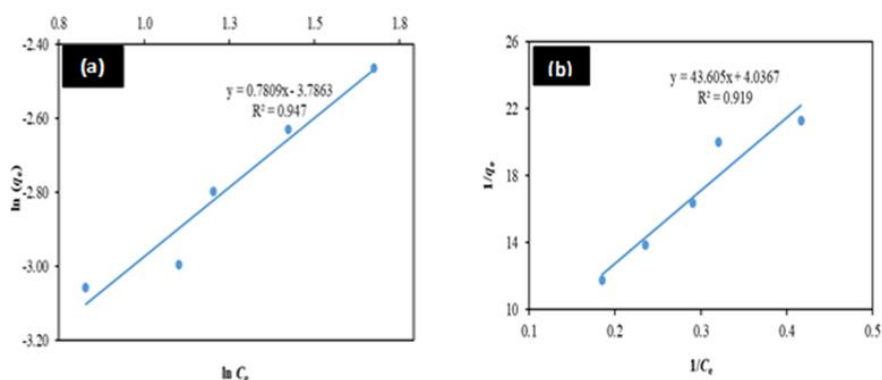 0.8 1.0 1.3 1.5 1.8
-2.40
-2.60
-2.80
-3.00
-3.20
(a)
y = 0.7809x - 3.7863
R² = 0.947
ln (qₑ)
ln Cₑ
26
22
18
14
10
(b)
y = 43.605x + 4.0367
R² = 0.919
1/qₑ
0.1 0.2 0.3 0.4 0.5
1/Cₑ